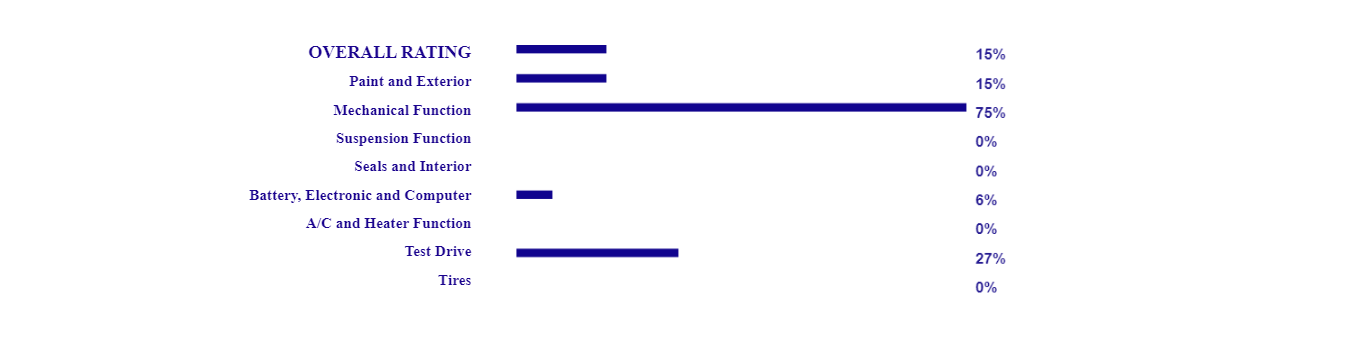 OVERALL RATING 15%
Paint and Exterior 15%
Mechanical Function 75%
Suspension Function 0%
Seals and Interior 0%
Battery, Electronic and Computer 6%
A/C and Heater Function 0%
Test Drive 27%
Tires 0%